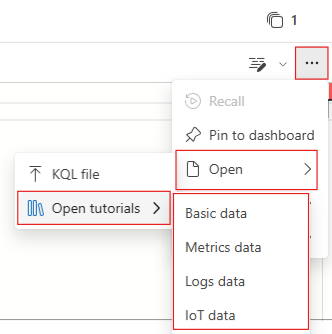 1
Recall
Pin to dashboard
Open
KQL file
Open tutorials
Basic data
Metrics data
Logs data
IoT data